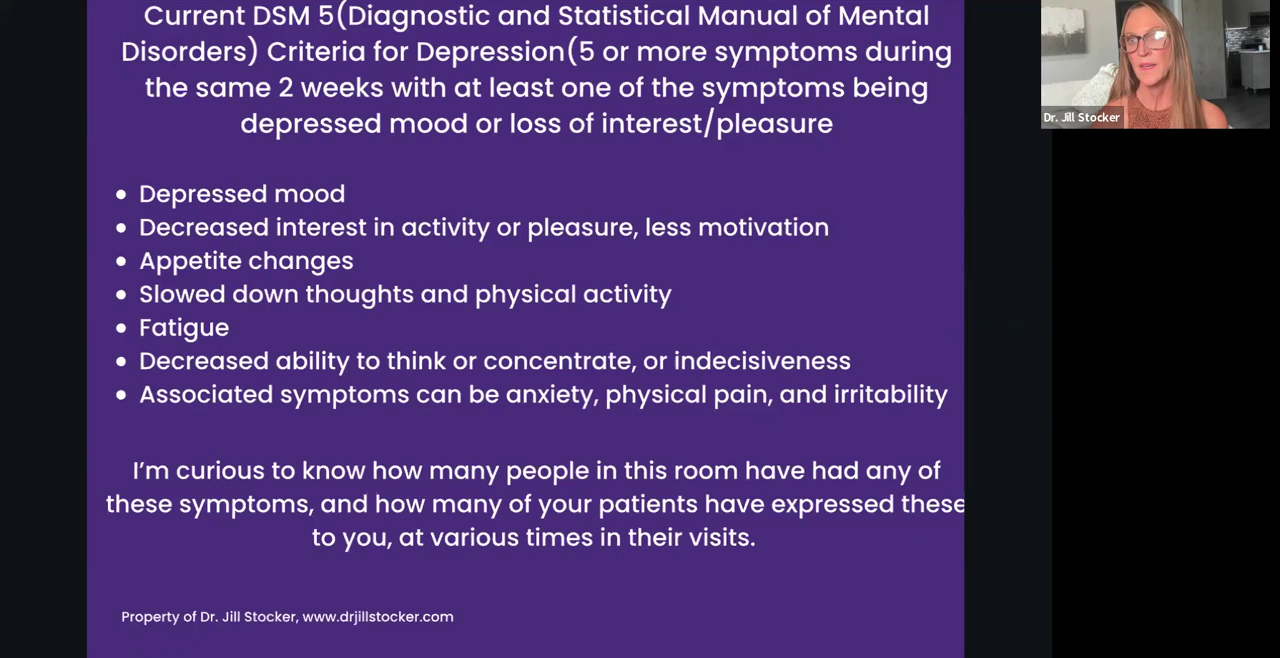 Current DSM 5(Diagnostic and Statistical Manual of Mental
Disorders) Criteria for Depression(5 or more symptoms during
the same 2 weeks with at least one of the symptoms being
depressed mood or loss of interest/pleasure
• Depressed mood
• Decreased interest in activity or pleasure, less motivation
• Appetite changes
• Slowed down thoughts and physical activity
• Fatigue
• Decreased ability to think or concentrate, or indecisiveness
• Associated symptoms can be anxiety, physical pain, and irritability
I'm curious to know how many people in this room have had any of
these symptoms, and how many of your patients have expressed these
to you, at various times in their visits.
Property of Dr. Jill Stocker, www.drjillstocker.com
Dr. Jill Stocker